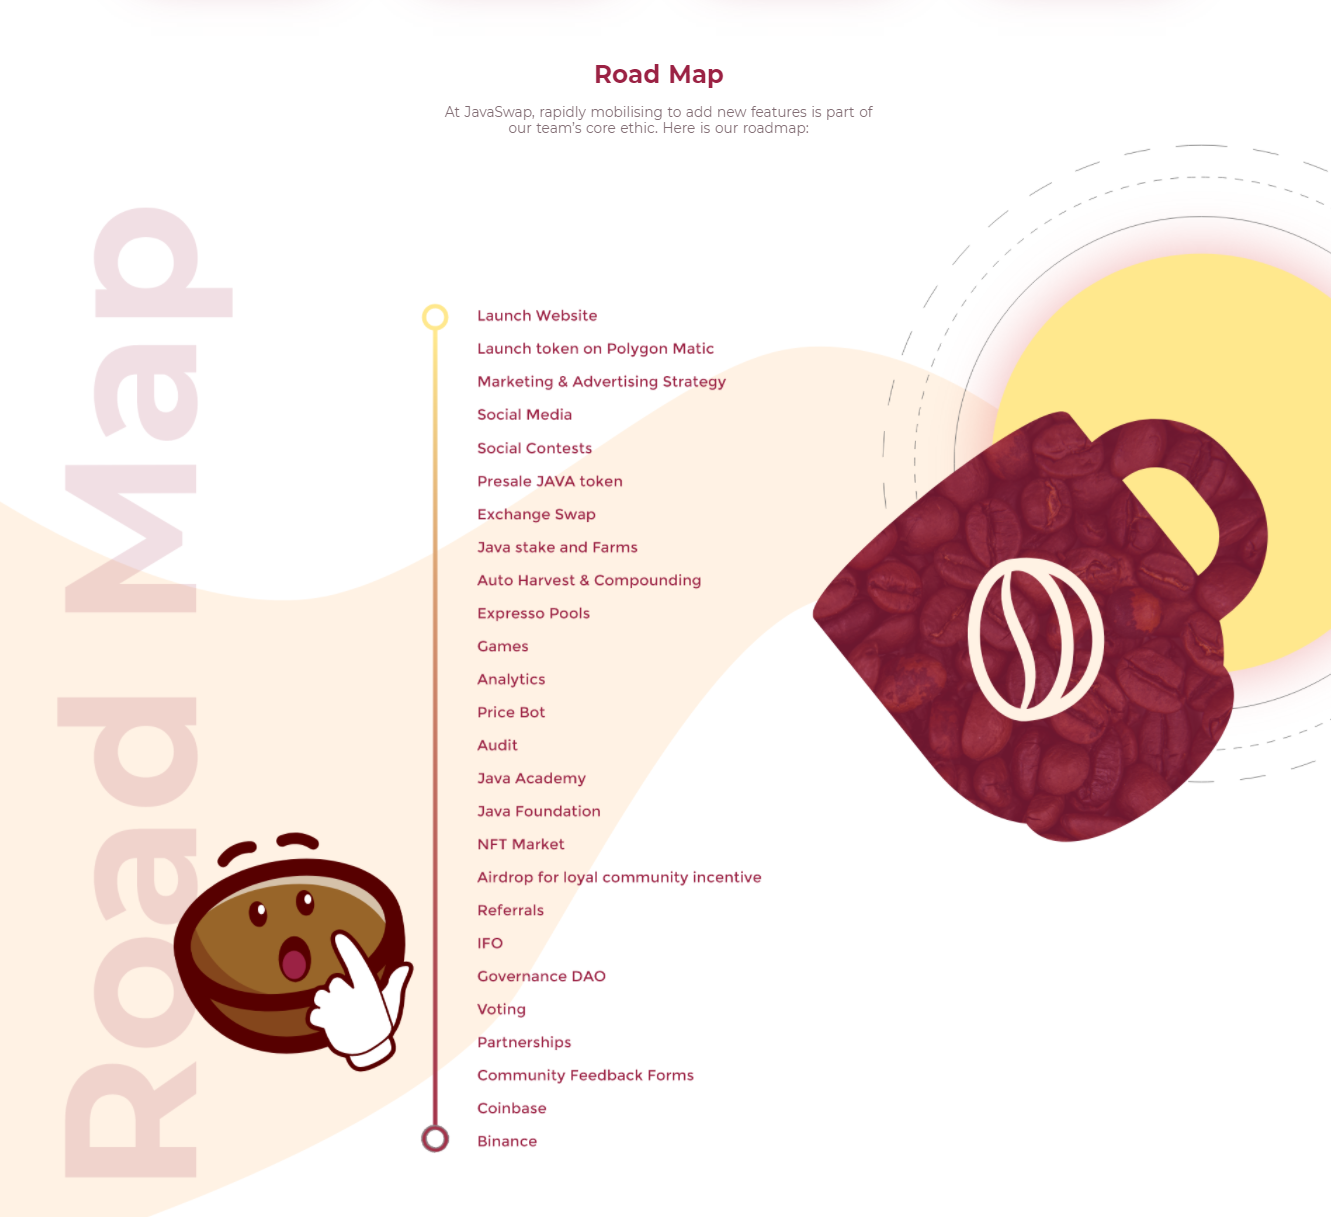 Road Map
At JavaSwap, rapidly mobilising to add new features is part of
our team's core ethic. Here is our roadmap:
Road Map
Launch Website
Launch token on Polygon Matic
Marketing & Advertising Strategy
Social Media
Social Contests
Presale JAVA token
Exchange Swap
Java stake and Farms
Auto Harvest & Compounding
Expresso Pools
Games
Analytics
Price Bot
Audit
Java Academy
Java Foundation
NFT Market
Airdrop for loyal community incentive
Referrals
IFO
Governance DAO
Voting
Partnerships
Community Feedback Forms
Coinbase
Binance